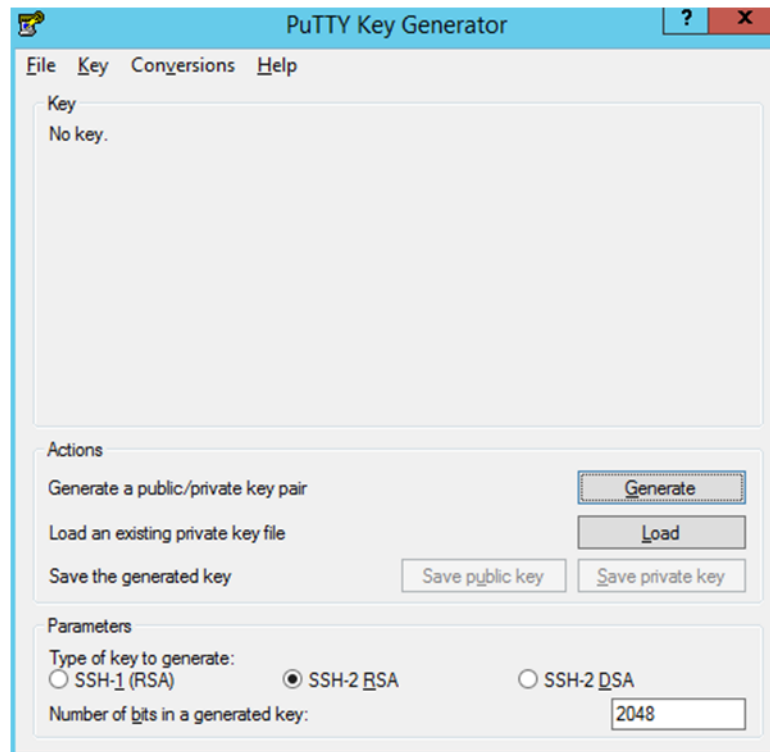 PuTTY Key Generator
? x
File Key Conversions Help
Key
No key.
Actions
Generate a public/private key pair Generate
Load an existing private key file Load
Save the generated key Save public key Save private key
Parameters
Type of key to generate:
SSH-1 (RSA) SSH-2 RSA SSH-2 DSA
Number of bits in a generated key: 2048